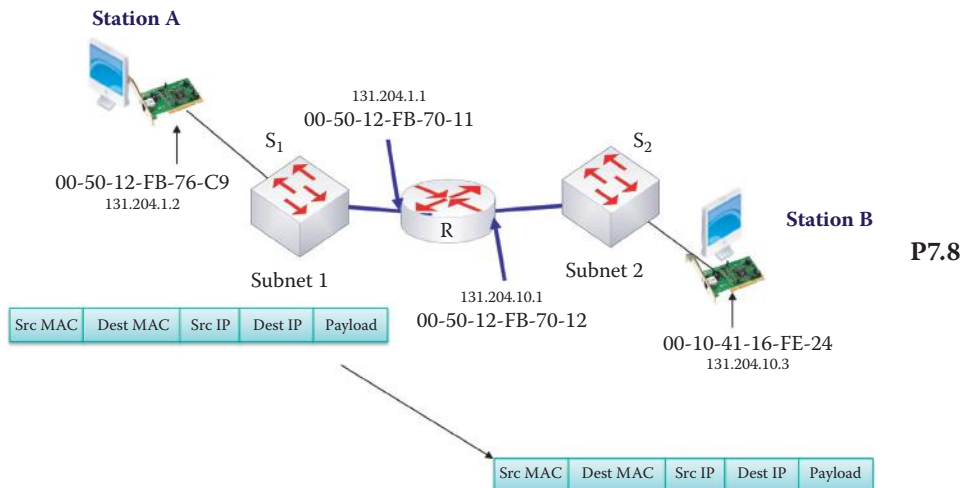 Station A
131.204.1.1
00-50-12-FB-70-11
S1
S2
00-50-12-FB-76-C9
131.204.1.2
Station B
R
P7.8
Subnet 1
Subnet 2
131.204.10.1
00-50-12-FB-70-12
Src MAC Dest MAC Src IP Dest IP Payload
00-10-41-16-FE-24
131.204.10.3
Src MAC Dest MAC Src IP Dest IP Payload